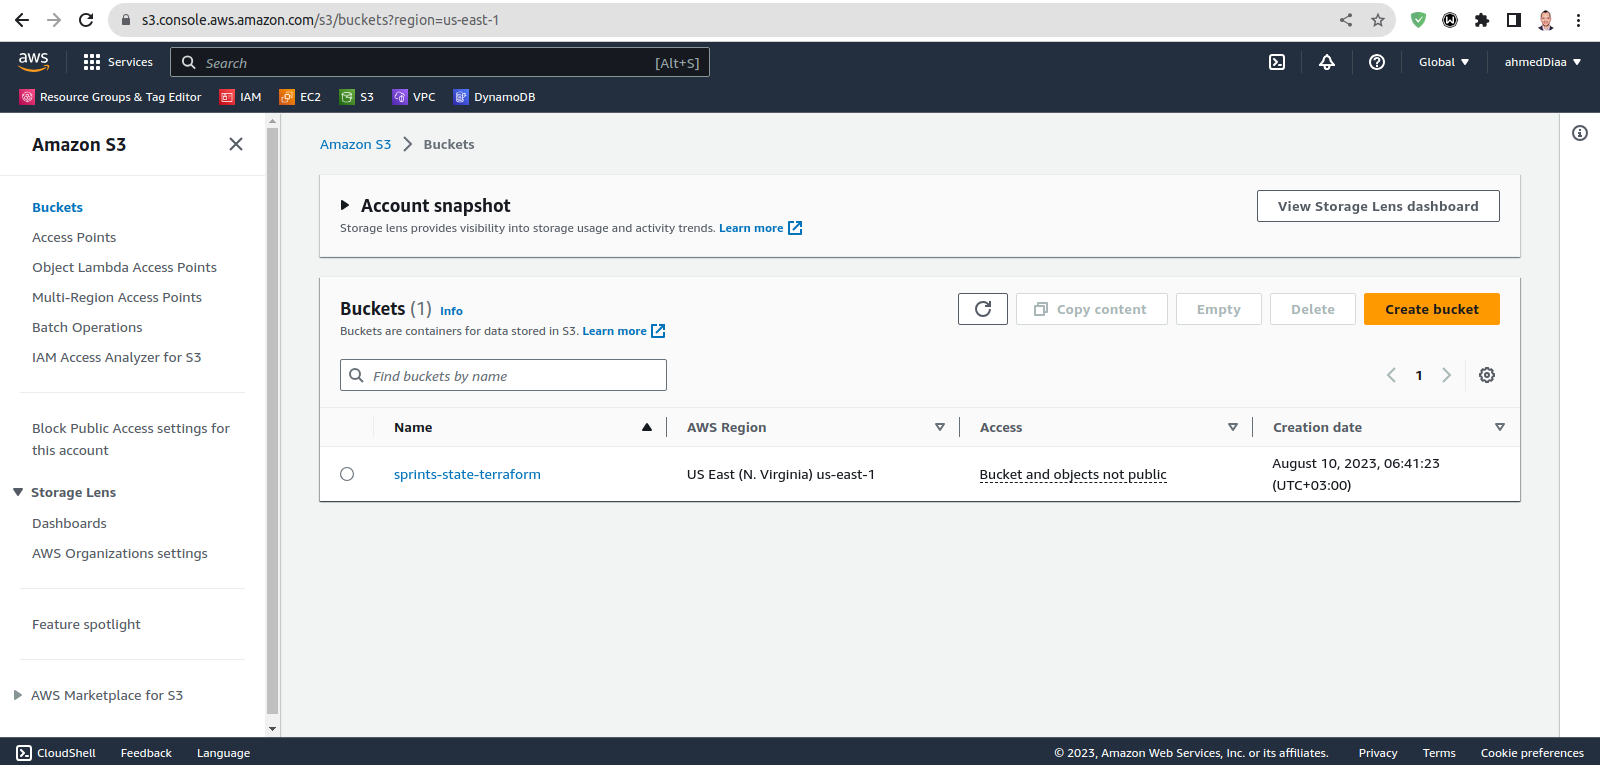 s3.console.aws.amazon.com/s3/buckets?region=us-east-1
aws
Services
Search
[Alt+S]
Global
ahmedDiaa
Resource Groups & Tag Editor
IAM
EC2
S3
VPC
DynamoDB
Amazon S3
Buckets
Access Points
Object Lambda Access Points
Multi-Region Access Points
Batch Operations
IAM Access Analyzer for S3
Block Public Access settings for
this account
Storage Lens
Dashboards
AWS Organizations settings
Feature spotlight
AWS Marketplace for S3
Amazon S3 Buckets
Account snapshot
Storage lens provides visibility into storage usage and activity trends. Learn more
View Storage Lens dashboard
Buckets (1) Info
Buckets are containers for data stored in S3. Learn more
Copy content
Empty
Delete
Create bucket
Find buckets by name
1
Name
AWS Region
Access
Creation date
sprints-state-terraform
US East (N. Virginia) us-east-1
Bucket and objects not public
August 10, 2023, 06:41:23
(UTC+03:00)
CloudShell
Feedback
Language
© 2023, Amazon Web Services, Inc. or its affiliates.
Privacy
Terms
Cookie preferences